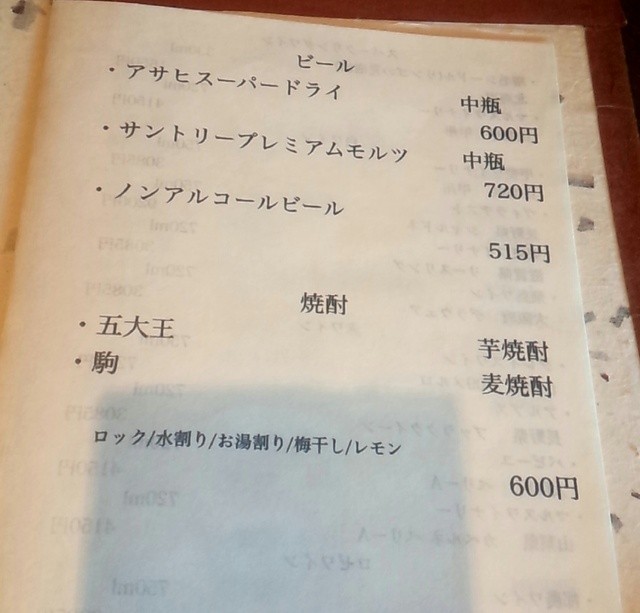 ビール
・アサヒスーパードライ
中瓶
600円
・サントリープレミアムモルツ
中瓶
720円
・ノンアルコールビール
515円
焼酎
・五大王
芋焼酎
・駒
麦焼酎
ロック/水割り/お湯割り/梅干し/レモン
600円